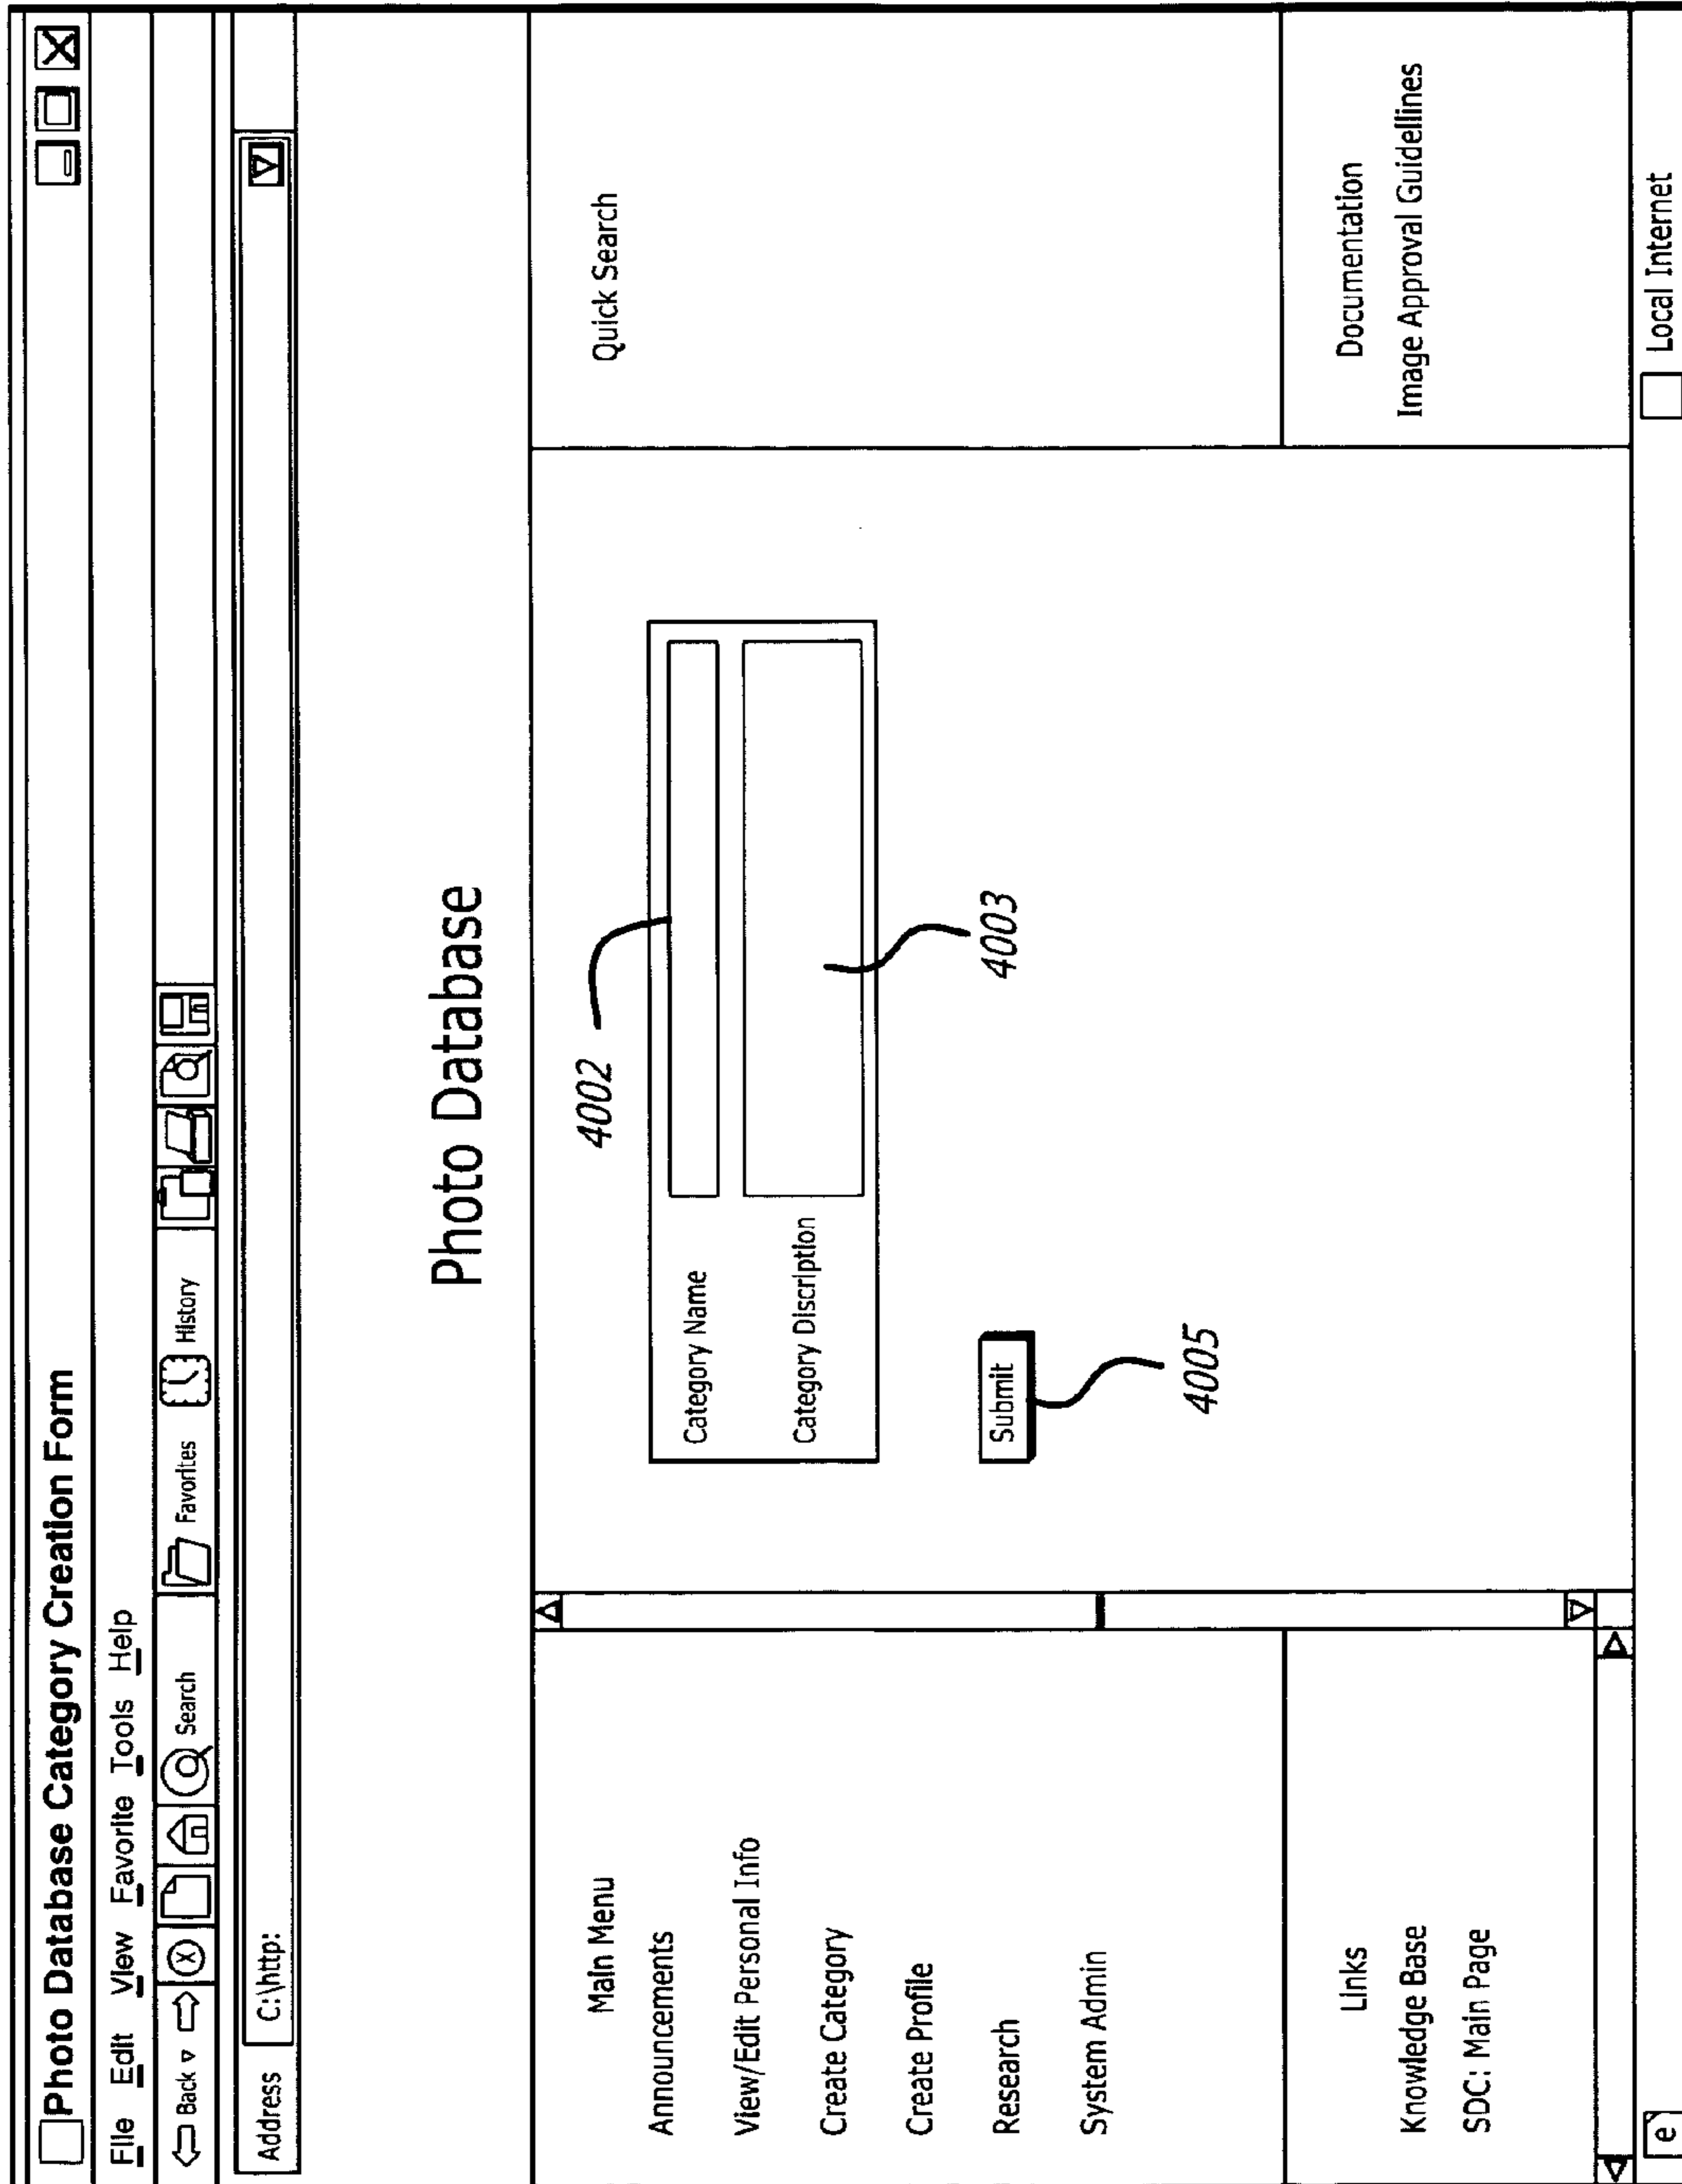 Photo Database Category Creation Form
File Edit View Favorite Tools Help
Back Search Favorites History
Address C:\http:
Photo Database
Main Menu
Announcements
View/Edit Personal Info
Create Category
Create Profile
Research
System Admin
Links
Knowledge Base
SDC: Main Page
4002
Category Name
Category Discription
4003
Submit
4005
Quick Search
Documentation
Image Approval Guidellines
e
Local Internet